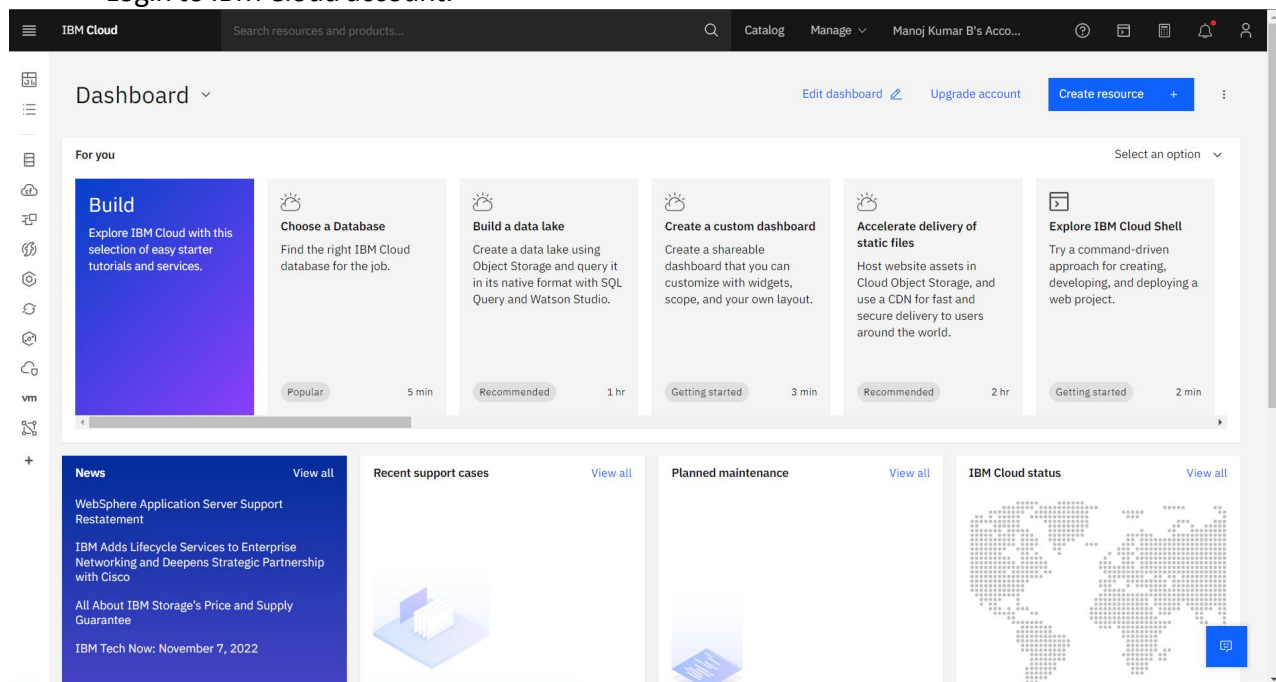 Login to IBM Cloud account.
IBM Cloud
Search resources and products...
Catalog
Manage
Manoj Kumar B's Acco...
Dashboard
Edit dashboard
Upgrade account
Create resource +
For you
Select an option
Build
Explore IBM Cloud with this
selection of easy starter
tutorials and services.
Choose a Database
Find the right IBM Cloud
database for the job.
Popular
5 min
Build a data lake
Create a data lake using
Object Storage and query it
in its native format with SQL
Query and Watson Studio.
Recommended
1 hr
Create a custom dashboard
Create a shareable
dashboard that you can
customize with widgets,
scope, and your own layout.
Getting started
3 min
Accelerate delivery of
static files
Host website assets in
Cloud Object Storage, and
use a CDN for fast and
secure delivery to users
around the world.
Recommended
2 hr
Explore IBM Cloud Shell
Try a command-driven
approach for creating,
developing, and deploying a
web project.
Getting started
2 min
vm
News
View all
WebSphere Application Server Support
Restatement
IBM Adds Lifecycle Services to Enterprise
Networking and Deepens Strategic Partnership
with Cisco
All About IBM Storage's Price and Supply
Guarantee
IBM Tech Now: November 7, 2022
Recent support cases
View all
Planned maintenance
View all
IBM Cloud status
View all